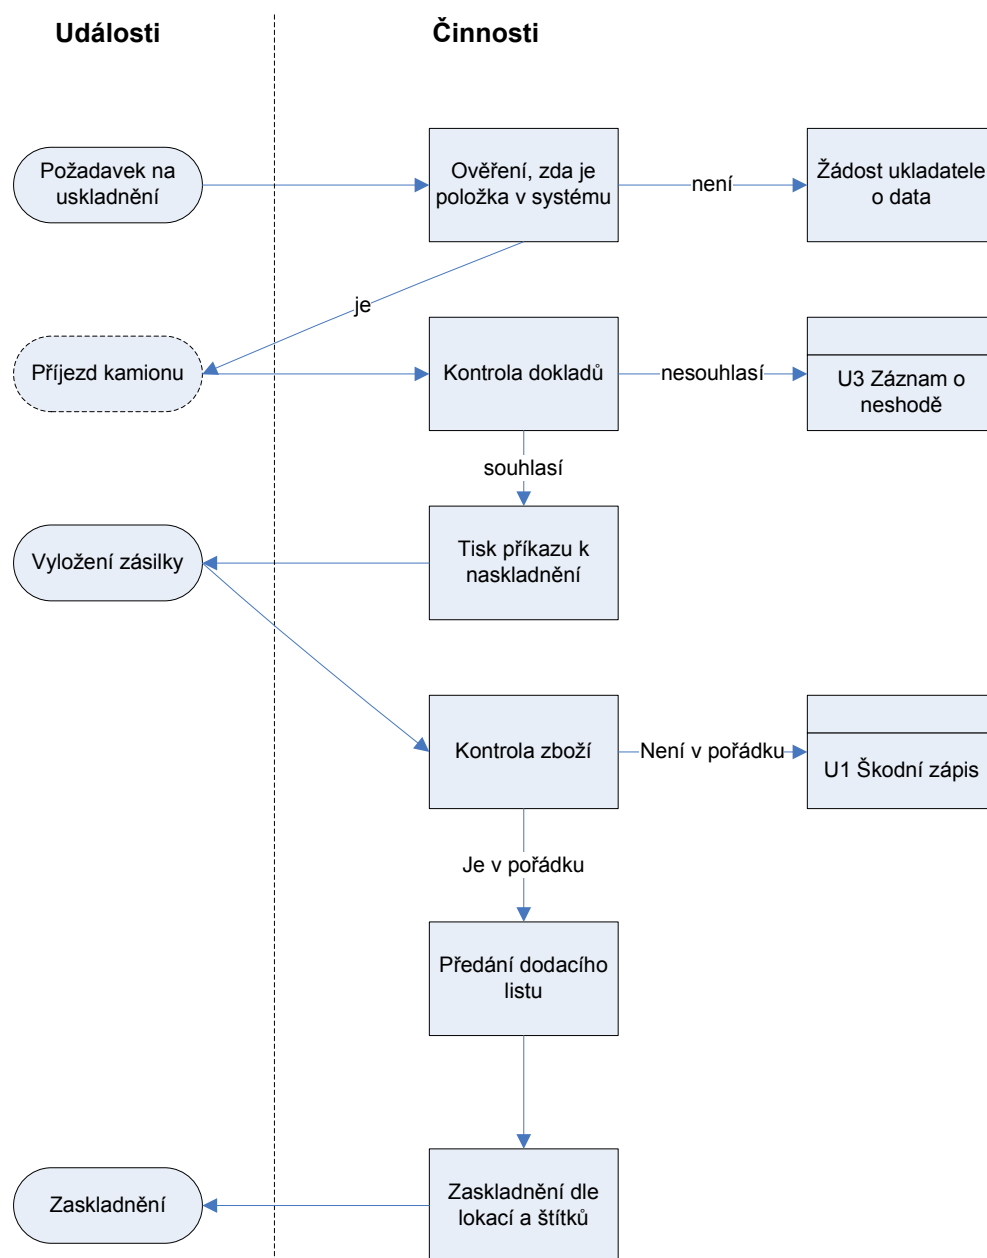 Události
Činnosti
Požadavek na
uskladnění
Ověření, zda je
položka v systému
není
Žádost ukladatele
o data
je
Příjezd kamionu
Kontrola dokladů
nesouhlasí
U3 Záznam o
neshodě
souhlasí
Vyložení zásilky
Tisk příkazu k
naskladnění
Kontrola zboží
Není v pořádku
U1 Škodní zápis
Je v pořádku
Předání dodacího
listu
Zaskladnění
Zaskladnění dle
lokací a štítků